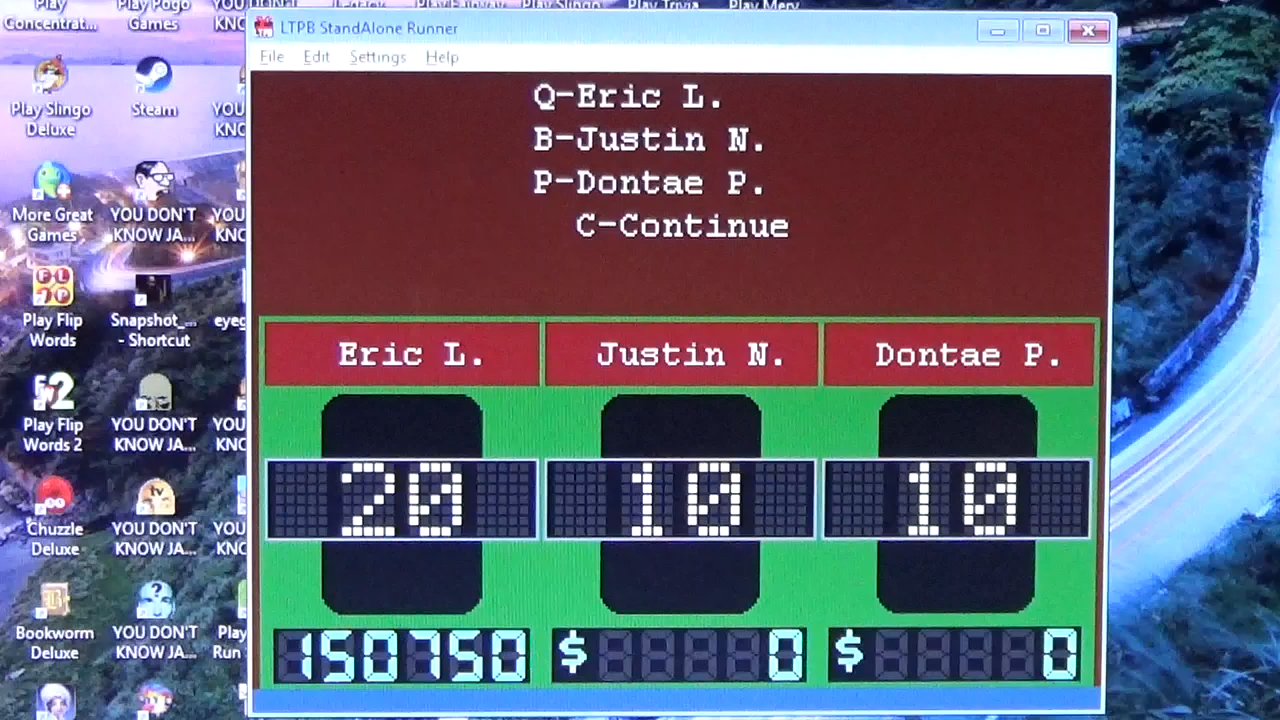 Play Concentrat...
Play Pogo Games
LTPB StandAlone Runner
File Edit Settings Help
Q-Eric L.
B-Justin N.
P-Dontae P.
C-Continue
Eric L. Justin N. Dontae P.
20 10 10
150750 $ 0 $ 0
Play Slingo Deluxe
Steam
More Great Games
YOU DON'T KNOW JA...
Play Flip Words
Snapshot_... - Shortcut
Play Flip Words 2
YOU DON'T KNOW JA...
Chuzzle Deluxe
YOU DON'T KNOW JA...
Bookworm Deluxe
YOU DON'T KNOW JA...